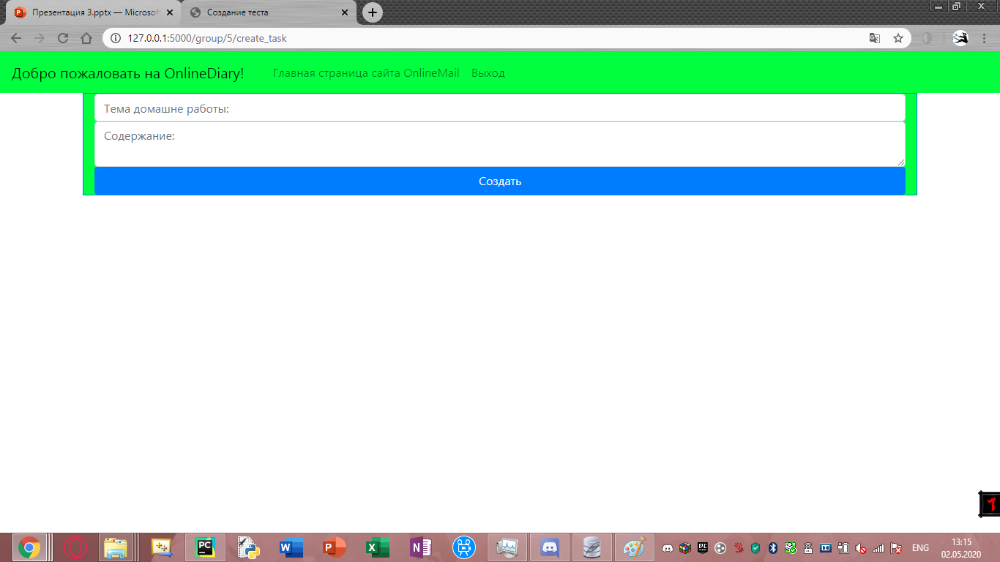 Презентация 3.pptx — Microsof
Создание теста
127.0.0.1:5000/group/5/create_task
Добро пожаловать на OnlineDiary!
Главная страница сайта OnlineMail
Выход
Тема домашне работы:
Содержание:
Создать
ENG
13:15
02.05.2020